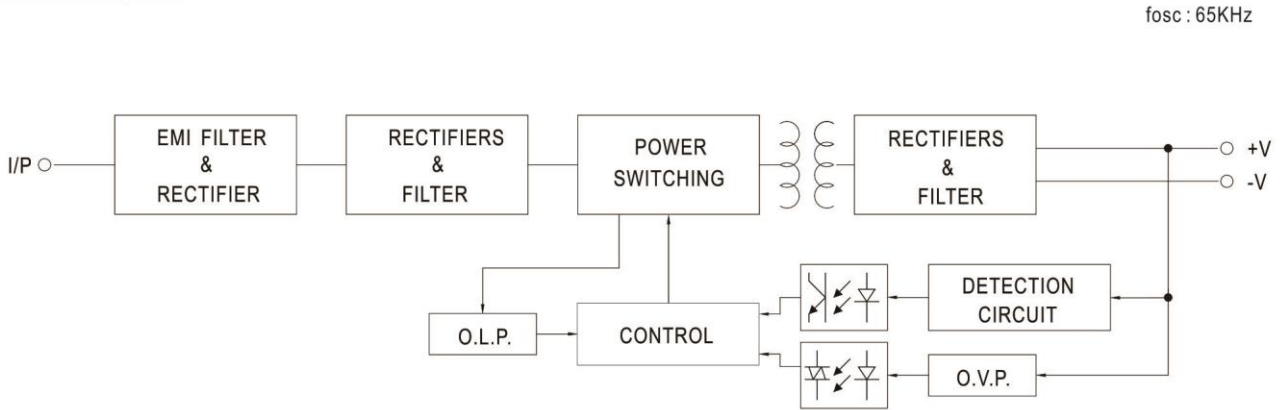 fosc : 65KHz
I/P
EMI FILTER
&
RECTIFIER
RECTIFIERS
&
FILTER
POWER
SWITCHING
RECTIFIERS
&
FILTER
+V
-V
O.L.P.
CONTROL
DETECTION
CIRCUIT
O.V.P.